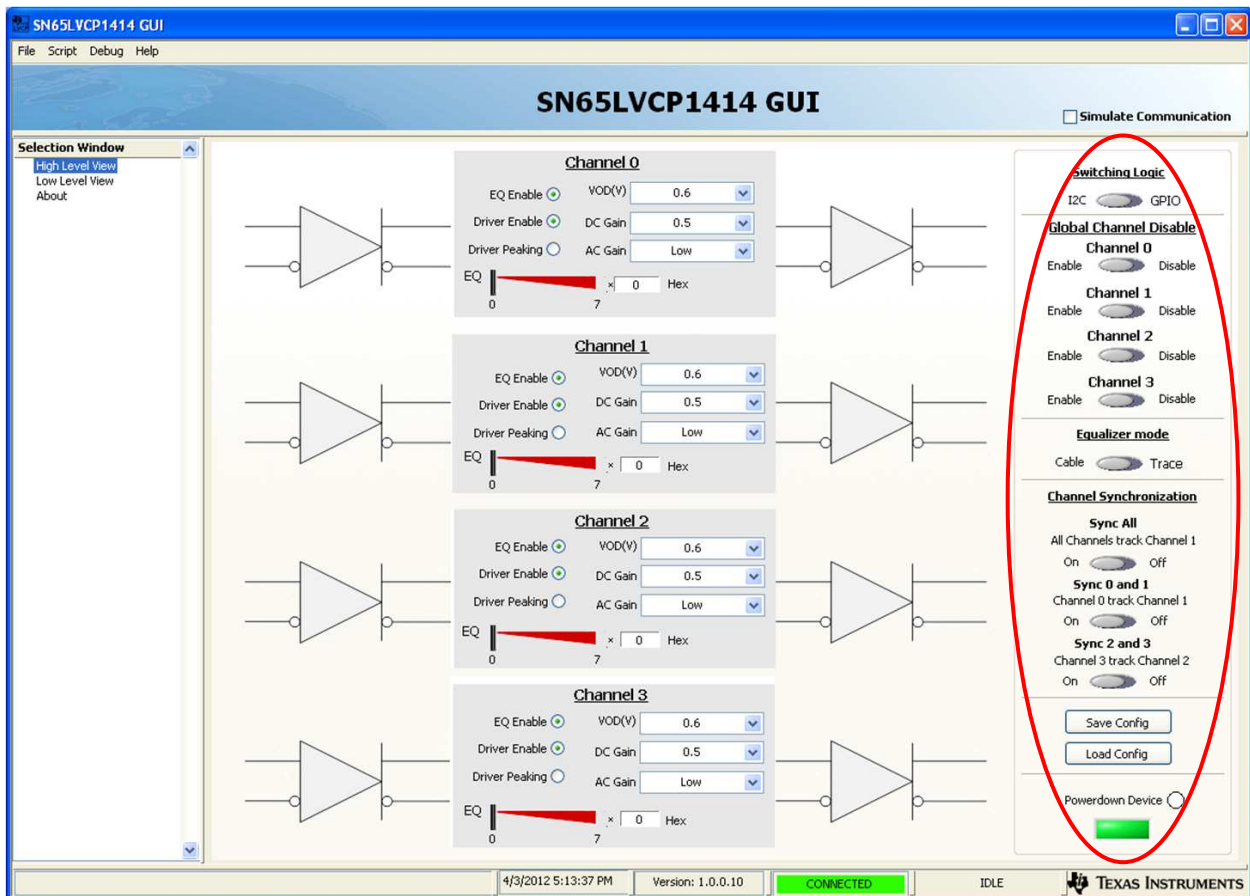 SN65LVCP1414 GUI
File Script Debug Help
SN65LVCP1414 GUI
Simulate Communication
Selection Window
High Level View
Low Level View
About
Channel 0
EQ Enable VOD(V) 0.6
Driver Enable DC Gain 0.5
Driver Peaking AC Gain Low
EQ x 0 Hex
0 7
Channel 1
EQ Enable VOD(V) 0.6
Driver Enable DC Gain 0.5
Driver Peaking AC Gain Low
EQ x 0 Hex
0 7
Channel 2
EQ Enable VOD(V) 0.6
Driver Enable DC Gain 0.5
Driver Peaking AC Gain Low
EQ x 0 Hex
0 7
Channel 3
EQ Enable VOD(V) 0.6
Driver Enable DC Gain 0.5
Driver Peaking AC Gain Low
EQ x 0 Hex
0 7
Switching Logic
I2C GPIO
Global Channel Disable
Channel 0
Enable Disable
Channel 1
Enable Disable
Channel 2
Enable Disable
Channel 3
Enable Disable
Equalizer mode
Cable Trace
Channel Synchronization
Sync All
All Channels track Channel 1
On Off
Sync 0 and 1
Channel 0 track Channel 1
On Off
Sync 2 and 3
Channel 3 track Channel 2
On Off
Save Config
Load Config
Powerdown Device
4/3/2012 5:13:37 PM Version: 1.0.0.10 CONNECTED IDLE TEXAS INSTRUMENTS